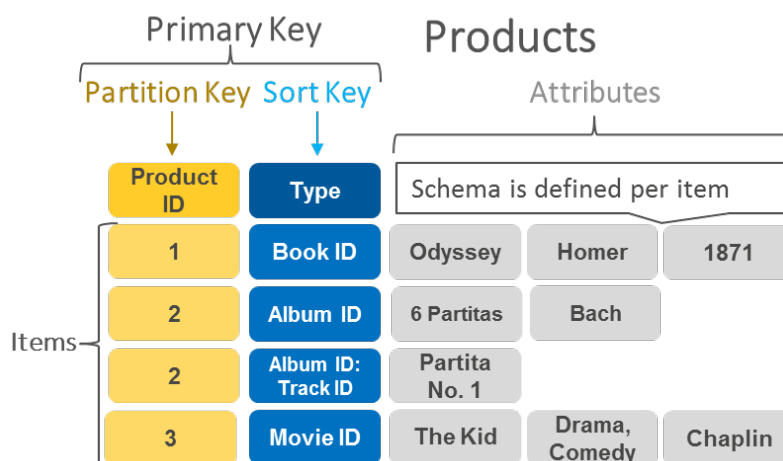 Primary Key
Products
Partition Key Sort Key
Attributes
Product
ID
Type
Schema is defined per item
1
Book ID
Odyssey
Homer
1871
2
Album ID
6 Partitas
Bach
Items
2
Album ID:
Track ID
Partita
No. 1
3
Movie ID
The Kid
Drama,
Comedy
Chaplin